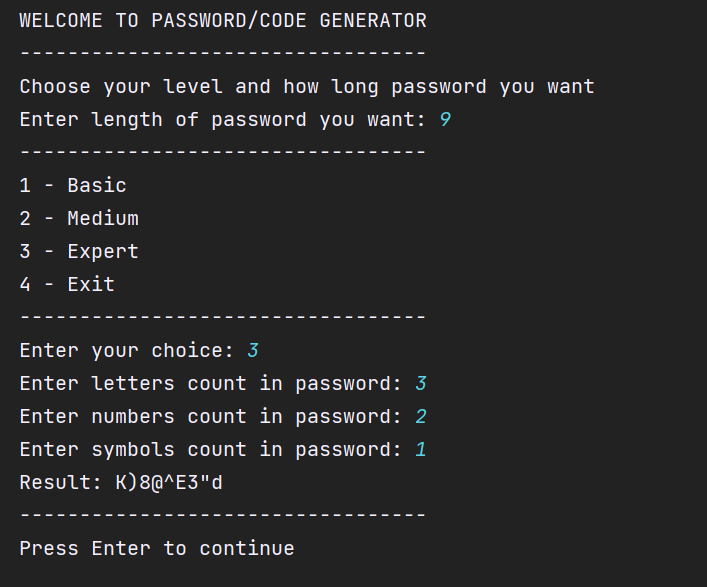 WELCOME TO PASSWORD/CODE GENERATOR
----------------------------------
Choose your level and how long password you want
Enter length of password you want: 9
----------------------------------
1 - Basic
2 - Medium
3 - Expert
4 - Exit
----------------------------------
Enter your choice: 3
Enter letters count in password: 3
Enter numbers count in password: 2
Enter symbols count in password: 1
Result: K)8@^E3"d
----------------------------------
Press Enter to continue